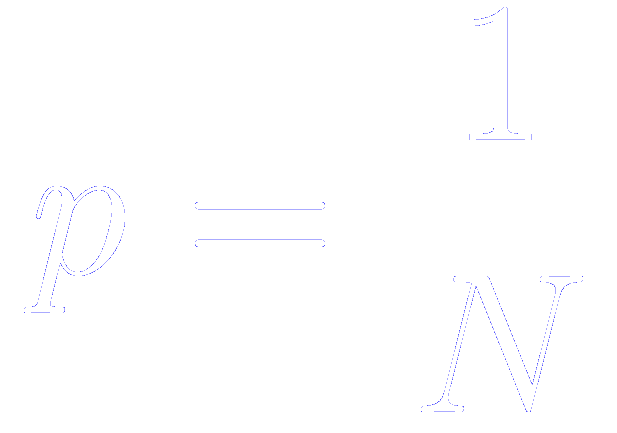 p = 1/N